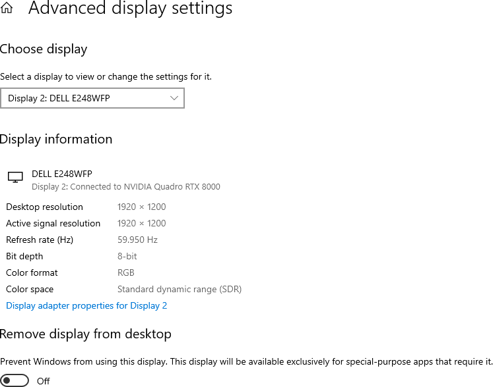 Advanced display settings
Choose display
Select a display to view or change the settings for it.
Display 2: DELL E248WFP
Display information
DELL E248WFP
Display 2: Connected to NVIDIA Quadro RTX 8000
Desktop resolution 1920 × 1200
Active signal resolution 1920 × 1200
Refresh rate (Hz) 59.950 Hz
Bit depth 8-bit
Color format RGB
Color space Standard dynamic range (SDR)
Display adapter properties for Display 2
Remove display from desktop
Prevent Windows from using this display. This display will be available exclusively for special-purpose apps that require it.
Off